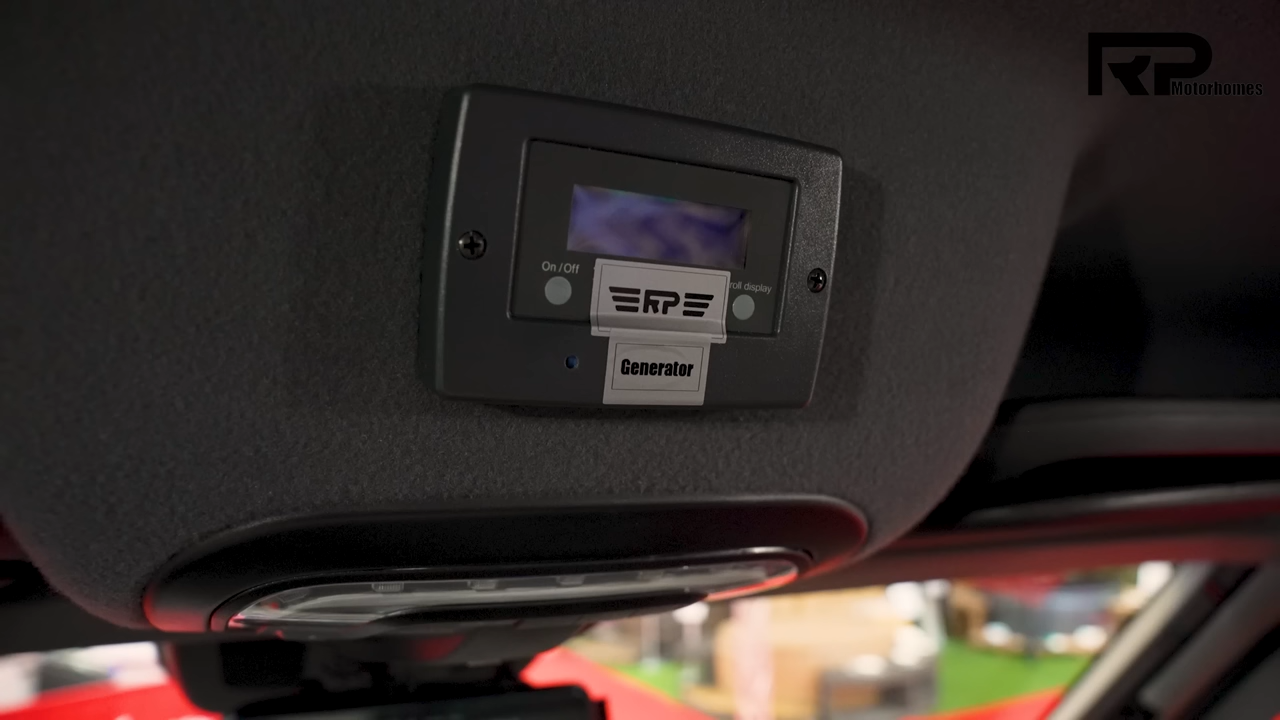 RP
Motorhomes
On / Off
roll display
RP
Generator